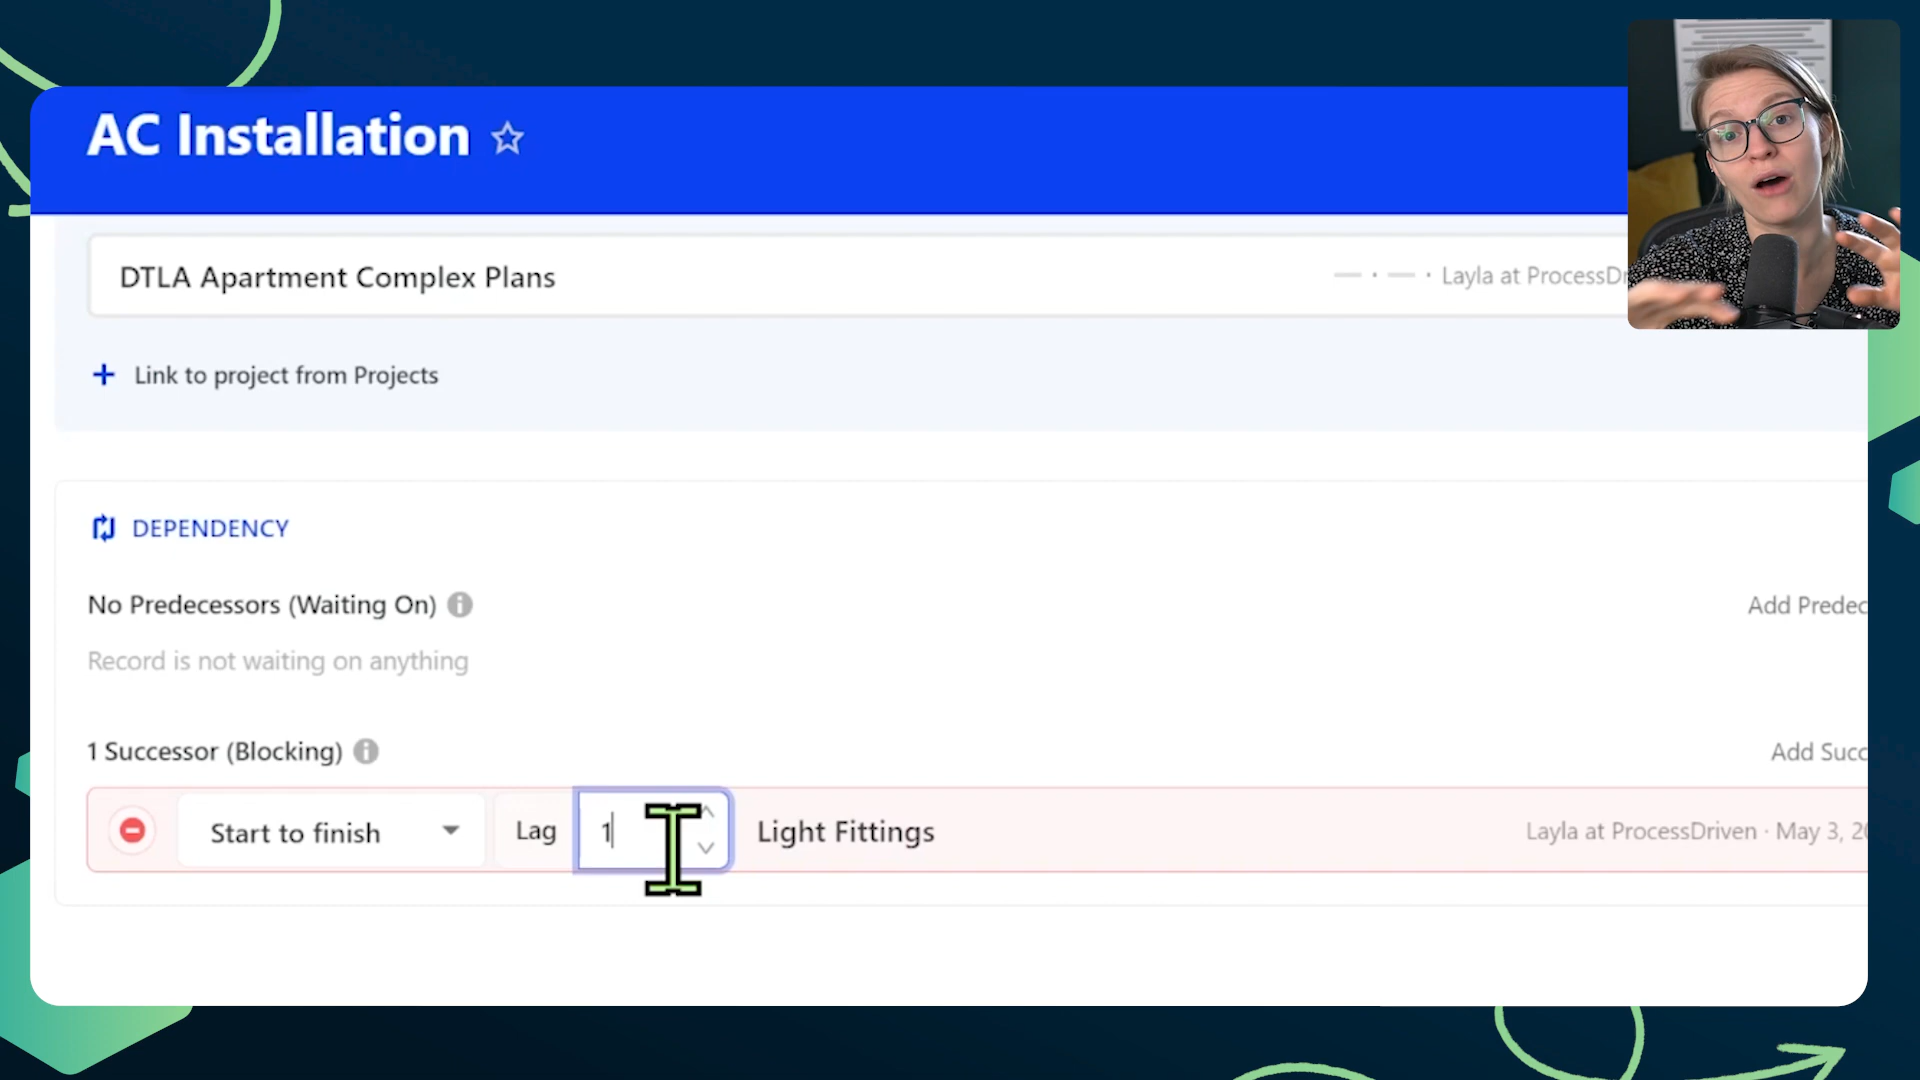 AC Installation
DTLA Apartment Complex Plans
Layla at ProcessDr
+ Link to project from Projects
DEPENDENCY
No Predecessors (Waiting On)
Add Predec
Record is not waiting on anything
1 Successor (Blocking)
Add Succ
Start to finish
Lag
1
Light Fittings
Layla at ProcessDriven · May 3, 20